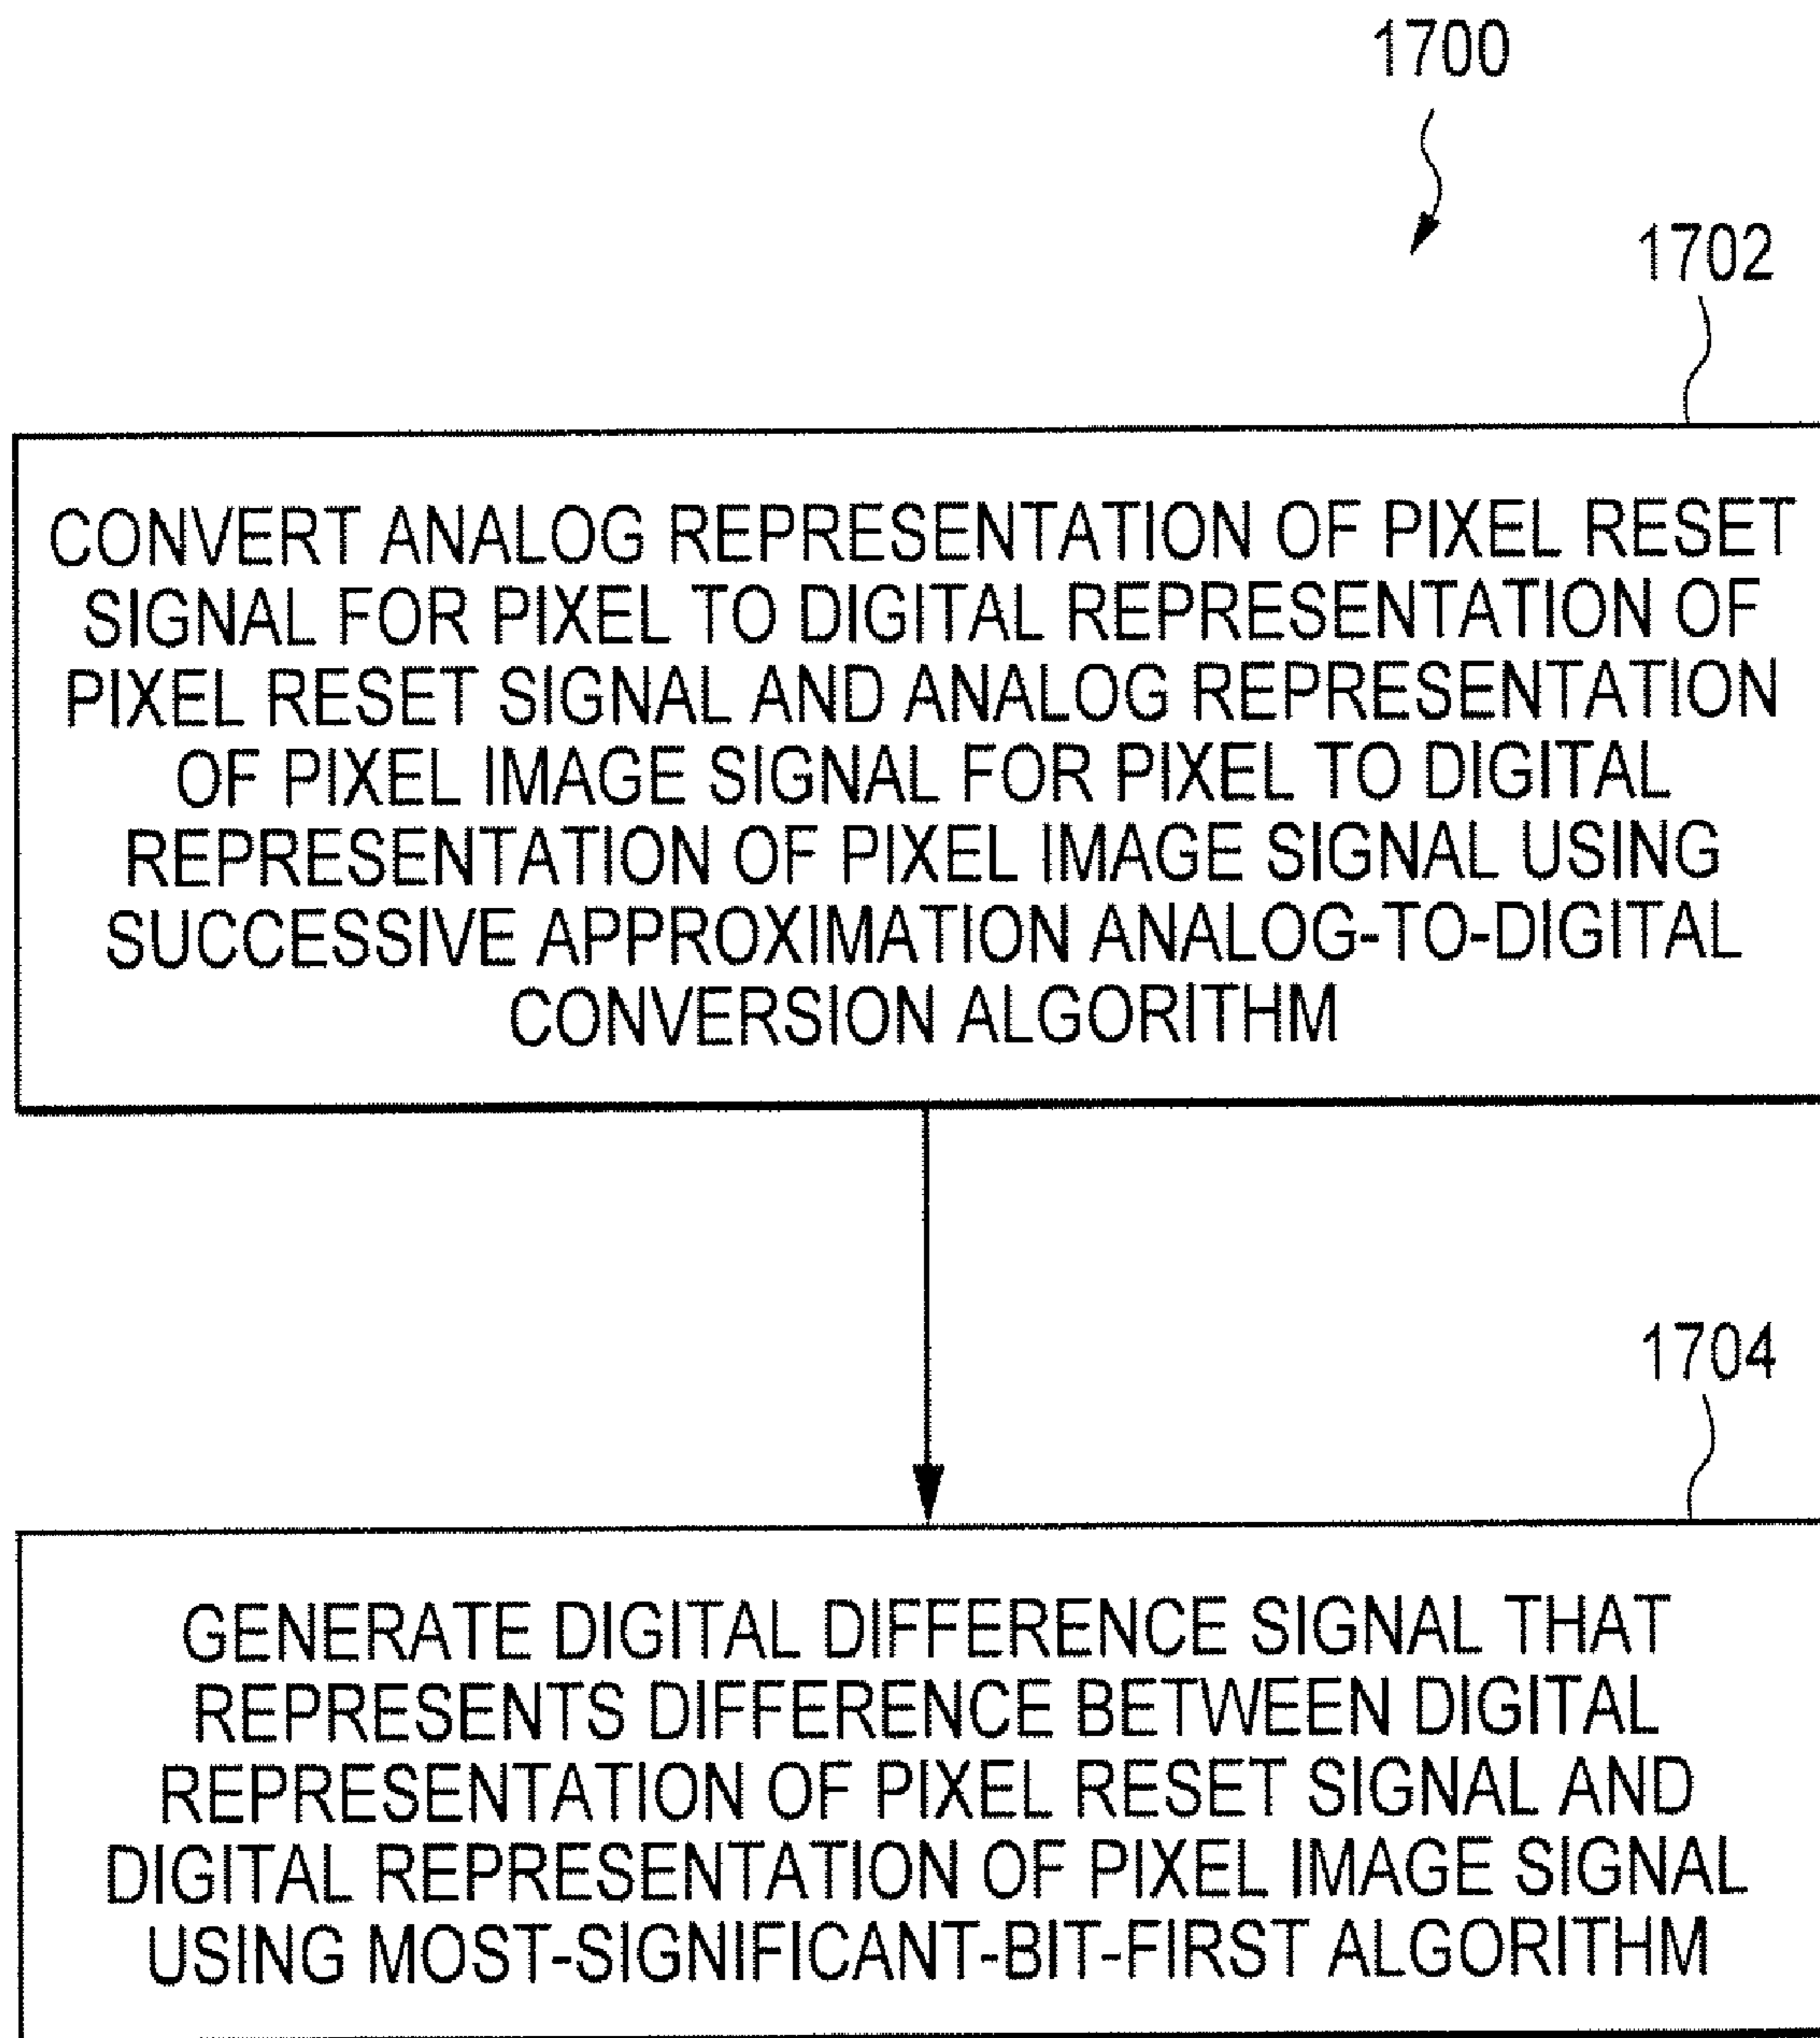 1700
1702
CONVERT ANALOG REPRESENTATION OF PIXEL RESET
SIGNAL FOR PIXEL TO DIGITAL REPRESENTATION OF
PIXEL RESET SIGNAL AND ANALOG REPRESENTATION
OF PIXEL IMAGE SIGNAL FOR PIXEL TO DIGITAL
REPRESENTATION OF PIXEL IMAGE SIGNAL USING
SUCCESSIVE APPROXIMATION ANALOG-TO-DIGITAL
CONVERSION ALGORITHM
1704
GENERATE DIGITAL DIFFERENCE SIGNAL THAT
REPRESENTS DIFFERENCE BETWEEN DIGITAL
REPRESENTATION OF PIXEL RESET SIGNAL AND
DIGITAL REPRESENTATION OF PIXEL IMAGE SIGNAL
USING MOST-SIGNIFICANT-BIT-FIRST ALGORITHM